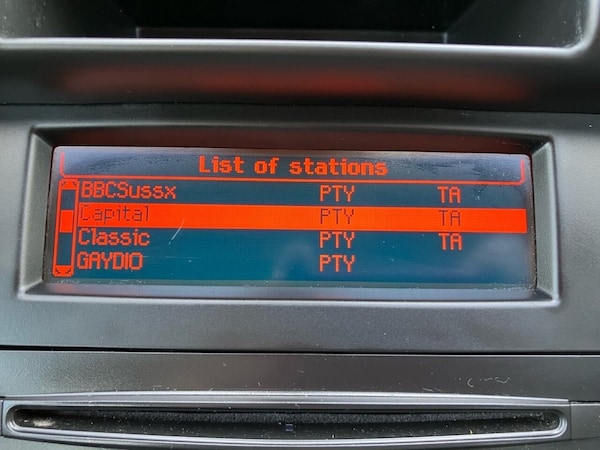 List of stations
BBCSussx PTY TA
Capital PTY TA
Classic PTY TA
GAYDIO PTY